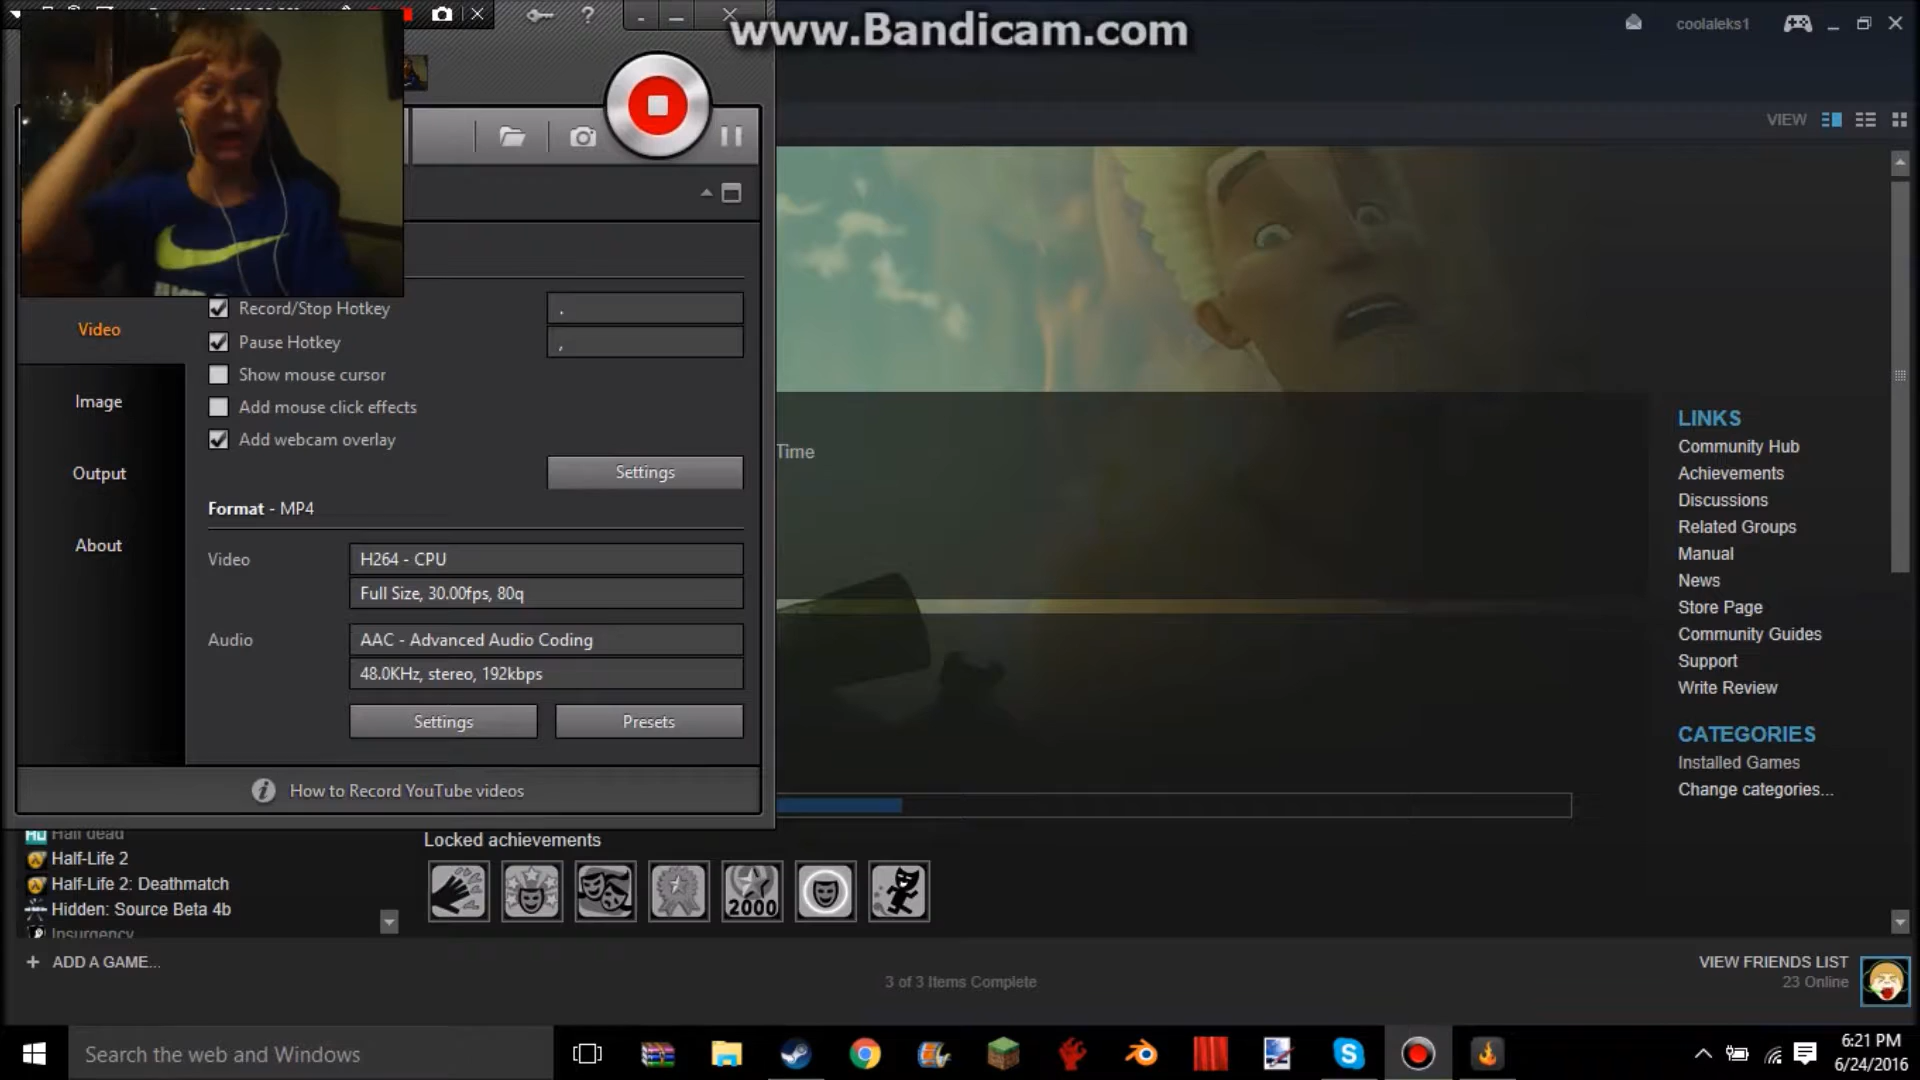 www.Bandicam.com
coolaleks1
VIEW
Record/Stop Hotkey
.
Pause Hotkey
,
Show mouse cursor
Add mouse click effects
Add webcam overlay
Settings
Format - MP4
Video
H264 - CPU
Full Size, 30.00fps, 80q
Audio
AAC - Advanced Audio Coding
48.0KHz, stereo, 192kbps
Settings
Presets
How to Record YouTube videos
Video
Image
Output
About
Time
LINKS
Community Hub
Achievements
Discussions
Related Groups
Manual
News
Store Page
Community Guides
Support
Write Review
CATEGORIES
Installed Games
Change categories...
Half dead
Half-Life 2
Half-Life 2: Deathmatch
Hidden: Source Beta 4b
Insurgency
Locked achievements
2000
+ ADD A GAME...
3 of 3 Items Complete
VIEW FRIENDS LIST
23 Online
Search the web and Windows
6:21 PM
6/24/2016